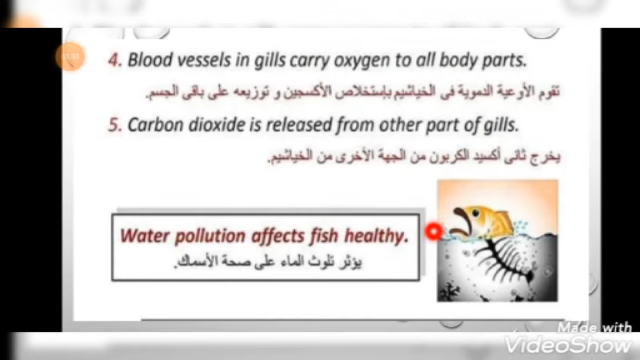 4. Blood vessels in gills carry oxygen to all body parts.
تقوم الأوعية الدموية فى الخياشيم بإستخلاص الأكسجين و توزيعه على باقى الجسم.
5. Carbon dioxide is released from other part of gills.
يخرج ثانى أكسيد الكربون من الجهة الأخرى من الخياشيم.
Water pollution affects fish healthy.
يؤثر تلوث الماء على صحة الأسماك.
Made with
VideoShow